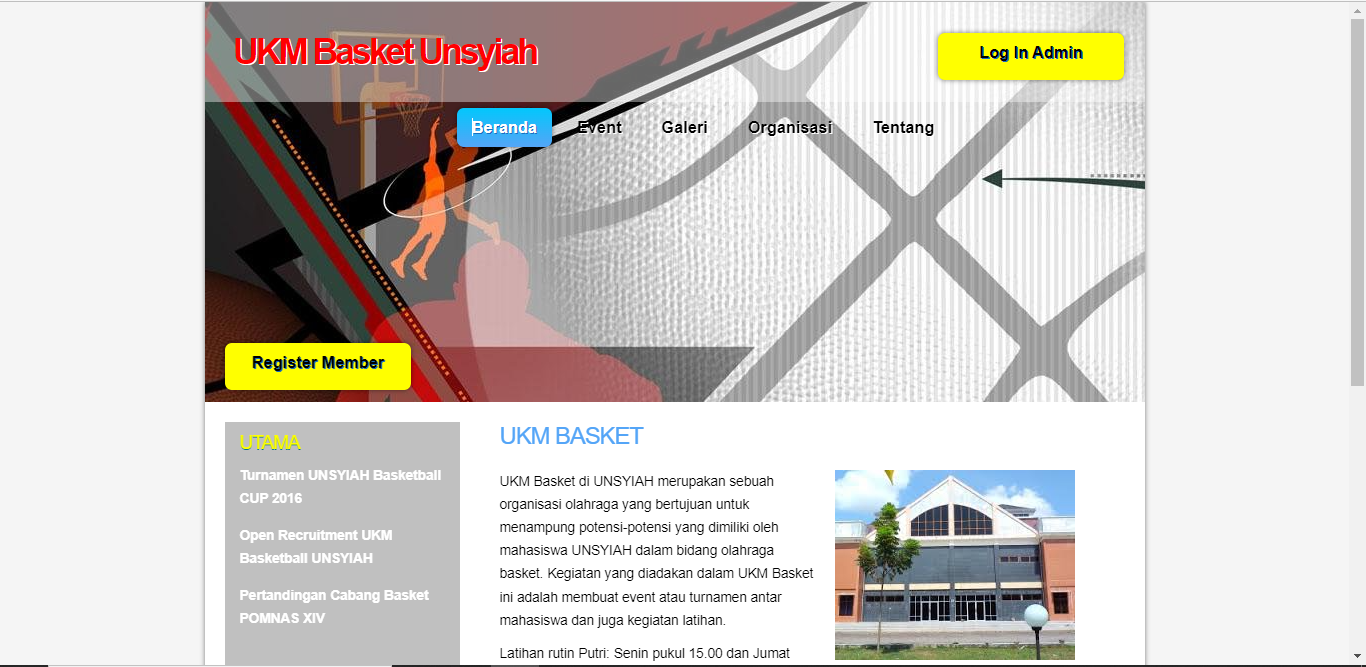 UKM Basket Unsyiah
Log In Admin
Beranda
Event
Galeri
Organisasi
Tentang
Register Member
UTAMA
Turnamen UNSYIAH Basketball
CUP 2016
Open Recruitment UKM
Basketball UNSYIAH
Pertandingan Cabang Basket
POMNAS XIV
UKM BASKET
UKM Basket di UNSYIAH merupakan sebuah
organisasi olahraga yang bertujuan untuk
menampung potensi-potensi yang dimiliki oleh
mahasiswa UNSYIAH dalam bidang olahraga
basket. Kegiatan yang diadakan dalam UKM Basket
ini adalah membuat event atau turnamen antar
mahasiswa dan juga kegiatan latihan.
Latihan rutin Putri: Senin pukul 15.00 dan Jumat